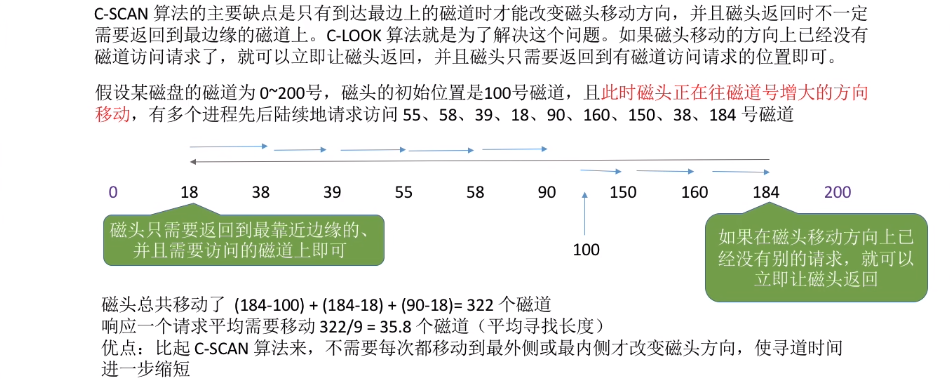 C-SCAN 算法的主要缺点是只有到达最边上的磁道时才能改变磁头移动方向，并且磁头返回时不一定
需要返回到最边缘的磁道上。C-LOOK 算法就是为了解决这个问题。如果磁头移动的方向上已经没有
磁道访问请求了，就可以立即让磁头返回，并且磁头只需要返回到有磁道访问请求的位置即可。
假设某磁盘的磁道为 0~200号，磁头的初始位置是100号磁道，且此时磁头正在往磁道号增大的方向
移动，有多个进程先后陆续地请求访问 55、58、39、18、90、160、150、38、184 号磁道
0 18 38 39 55 58 90 150 160 184 200
磁头只需要返回到最靠近边缘的、
并且需要访问的磁道上即可
100
如果在磁头移动方向上已
经没有别的请求，就可以
立即让磁头返回
磁头总共移动了 (184-100) + (184-18) + (90-18)= 322 个磁道
响应一个请求平均需要移动 322/9 = 35.8 个磁道（平均寻找长度）
优点：比起 C-SCAN 算法来，不需要每次都移动到最外侧或最内侧才改变磁头方向，使寻道时间
进一步缩短